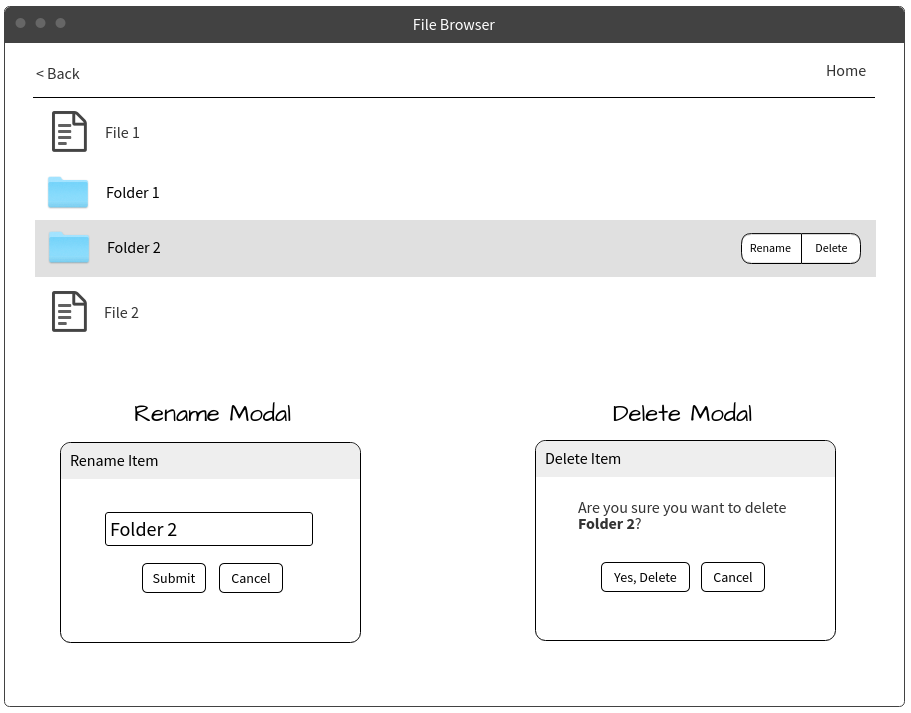 File Browser
< Back
Home
File 1
Folder 1
Folder 2
Rename
Delete
File 2
Rename Modal
Delete Modal
Rename Item
Folder 2
Submit
Cancel
Delete Item
Are you sure you want to delete
Folder 2?
Yes, Delete
Cancel